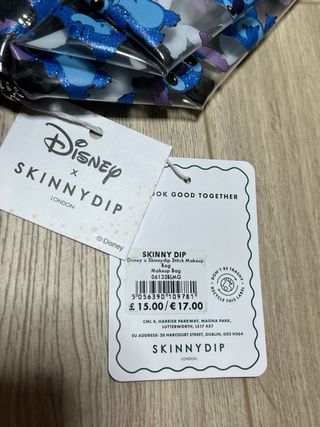 Disney
x
SKINNYDIP
LONDON
© Disney
OOK GOOD TOGETHER
SKINNY DIP
Disney x Skinnydip Stitch Makeup
Bag
Makeup Bag
06133BLMG
5 056390 109781
£ 15.00/€ 17.00
DON'T BE TRASHY
RECYCLE THIS LABEL
CML 4, HARRIER PARKWAY, MAGNA PARK,
LUTTERWORTH, LE17 4XT
EU ADDRESS: 20 HARCOURT STREET, DUBLIN, D02 H364
SKINNYDIP
LONDON